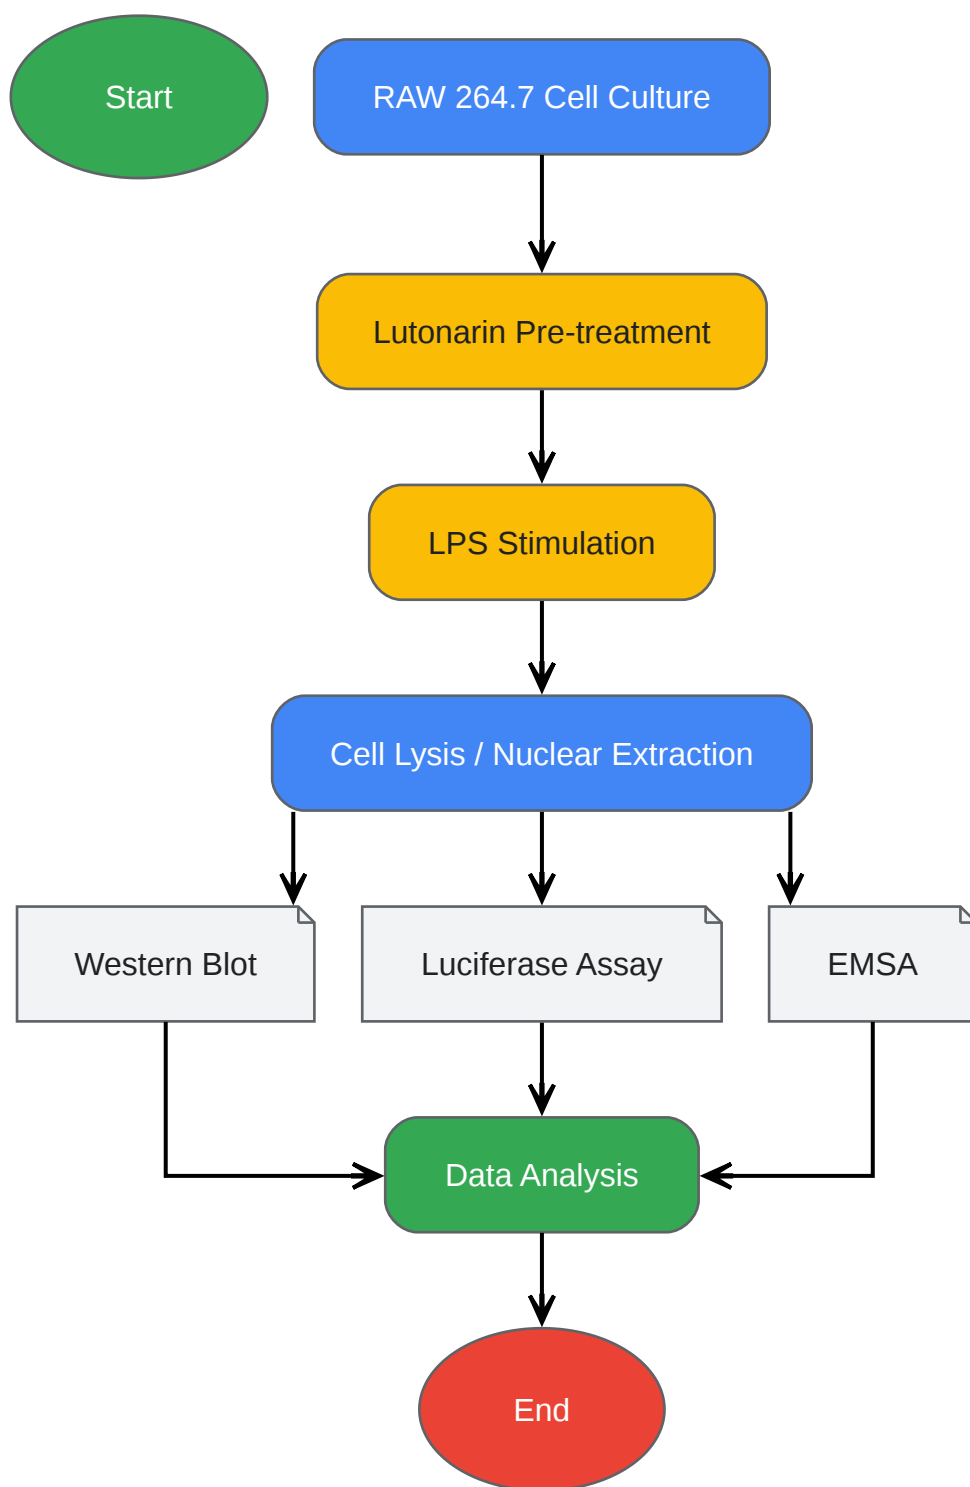 Start
RAW 264.7 Cell Culture
Lutonarin Pre-treatment
LPS Stimulation
Cell Lysis / Nuclear Extraction
Western Blot
Luciferase Assay
EMSA
Data Analysis
End